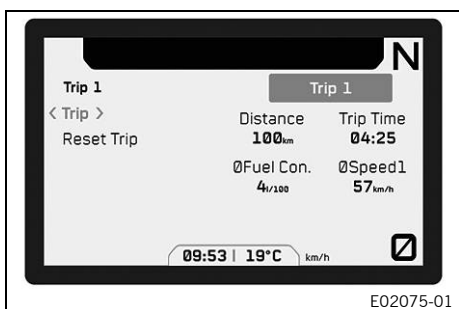 N
Trip 1
Trip 1
< Trip >
Distance
Trip Time
Reset Trip
100km
04:25
ØFuel Con.
ØSpeed1
4l/100
57km/h
09:53 | 19°C km/h
0
E02075-01